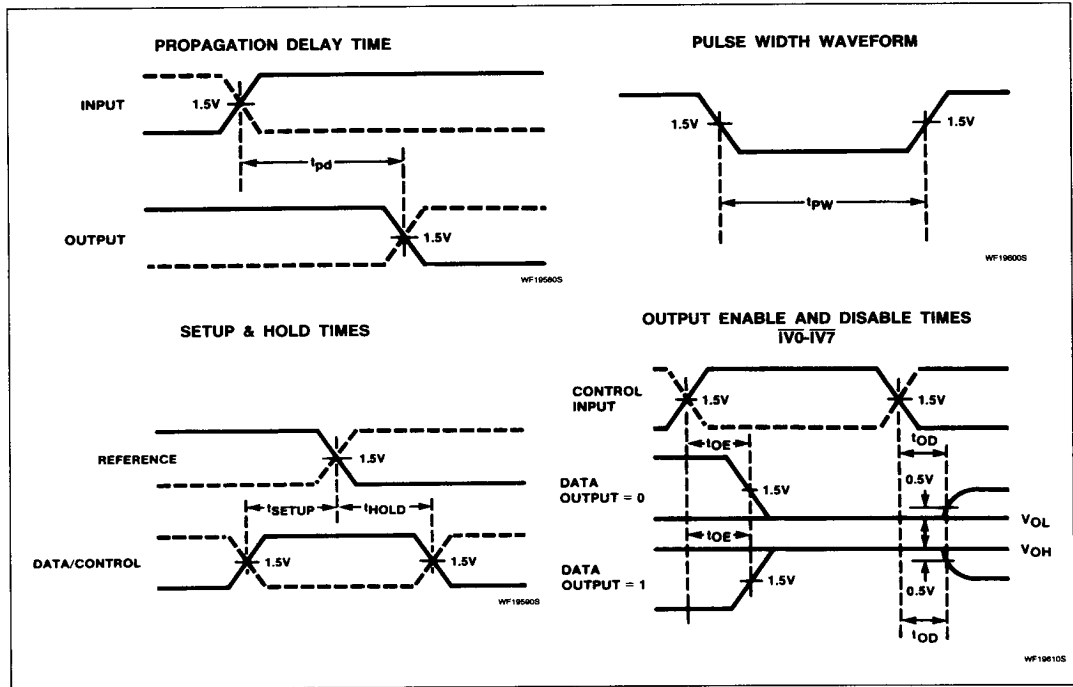 PROPAGATION DELAY TIME
INPUT
1.5V
tpd
OUTPUT
1.5V
WF19580S
PULSE WIDTH WAVEFORM
1.5V
1.5V
tPW
WF19600S
SETUP & HOLD TIMES
REFERENCE
1.5V
tSETUP
tHOLD
DATA/CONTROL
1.5V
1.5V
WF19590S
OUTPUT ENABLE AND DISABLE TIMES
I̅V̅0̅-I̅V̅7̅
CONTROL
INPUT
1.5V
1.5V
tOE
tOD
DATA
OUTPUT = 0
1.5V
0.5V
VOL
tOE
VOH
DATA
OUTPUT = 1
1.5V
0.5V
tOD
WF19610S